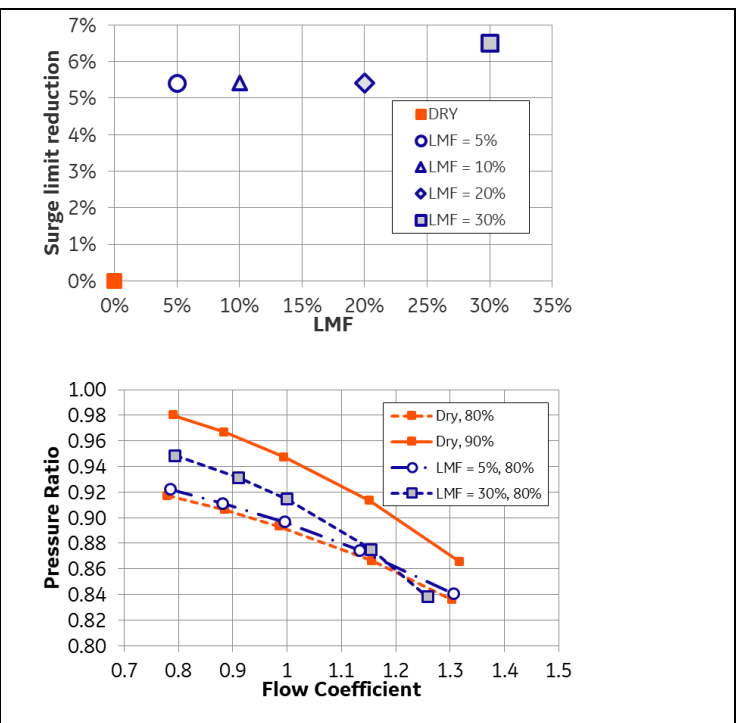 7%
6%
5%
4%
3%
2%
1%
0%
Surge limit reduction
DRY
LMF = 5%
LMF = 10%
LMF = 20%
LMF = 30%
0% 5% 10% 15% 20% 25% 30% 35%
LMF
1.00
0.98
0.96
0.94
0.92
0.90
0.88
0.86
0.84
0.82
0.80
Pressure Ratio
Dry, 80%
Dry, 90%
LMF = 5%, 80%
LMF = 30%, 80%
0.7 0.8 0.9 1 1.1 1.2 1.3 1.4 1.5
Flow Coefficient